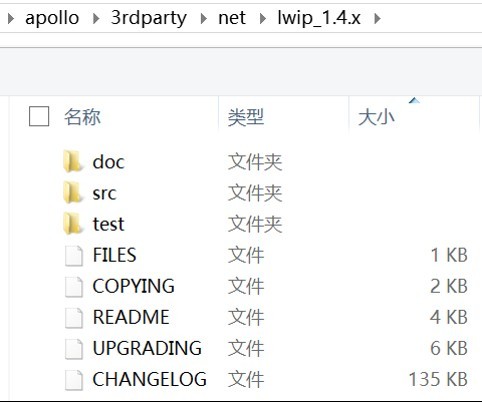 apollo 3rdparty net lwip_1.4.x
名称 类型 大小
doc 文件夹
src 文件夹
test 文件夹
FILES 文件 1 KB
COPYING 文件 2 KB
README 文件 4 KB
UPGRADING 文件 6 KB
CHANGELOG 文件 135 KB